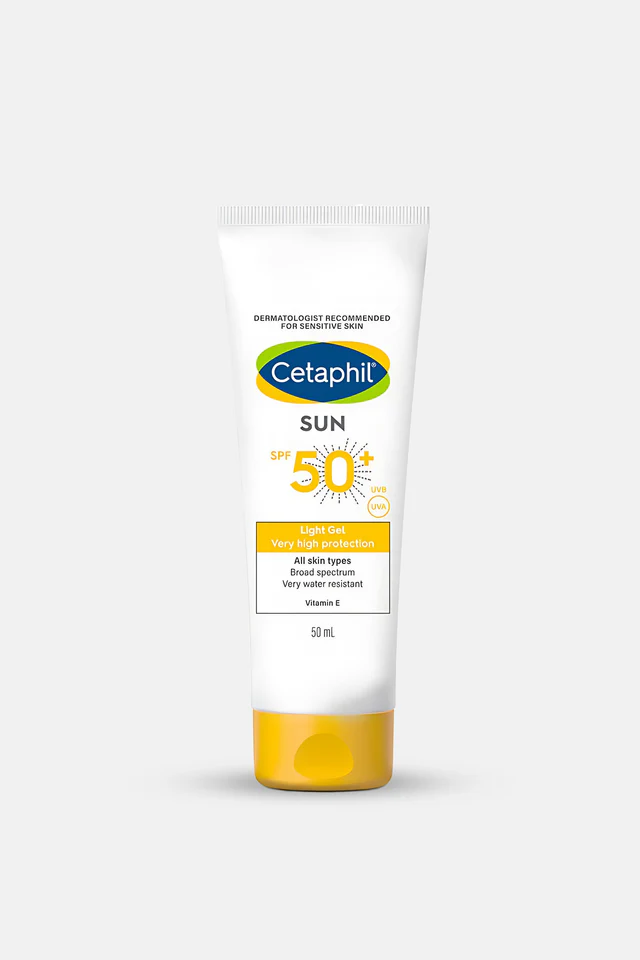 DERMATOLOGIST RECOMMENDED
FOR SENSITIVE SKIN
Cetaphil®
SUN
SPF 50+
UVB
UVA
Light Gel
Very high protection
All skin types
Broad spectrum
Very water resistant
Vitamin E
50 mL